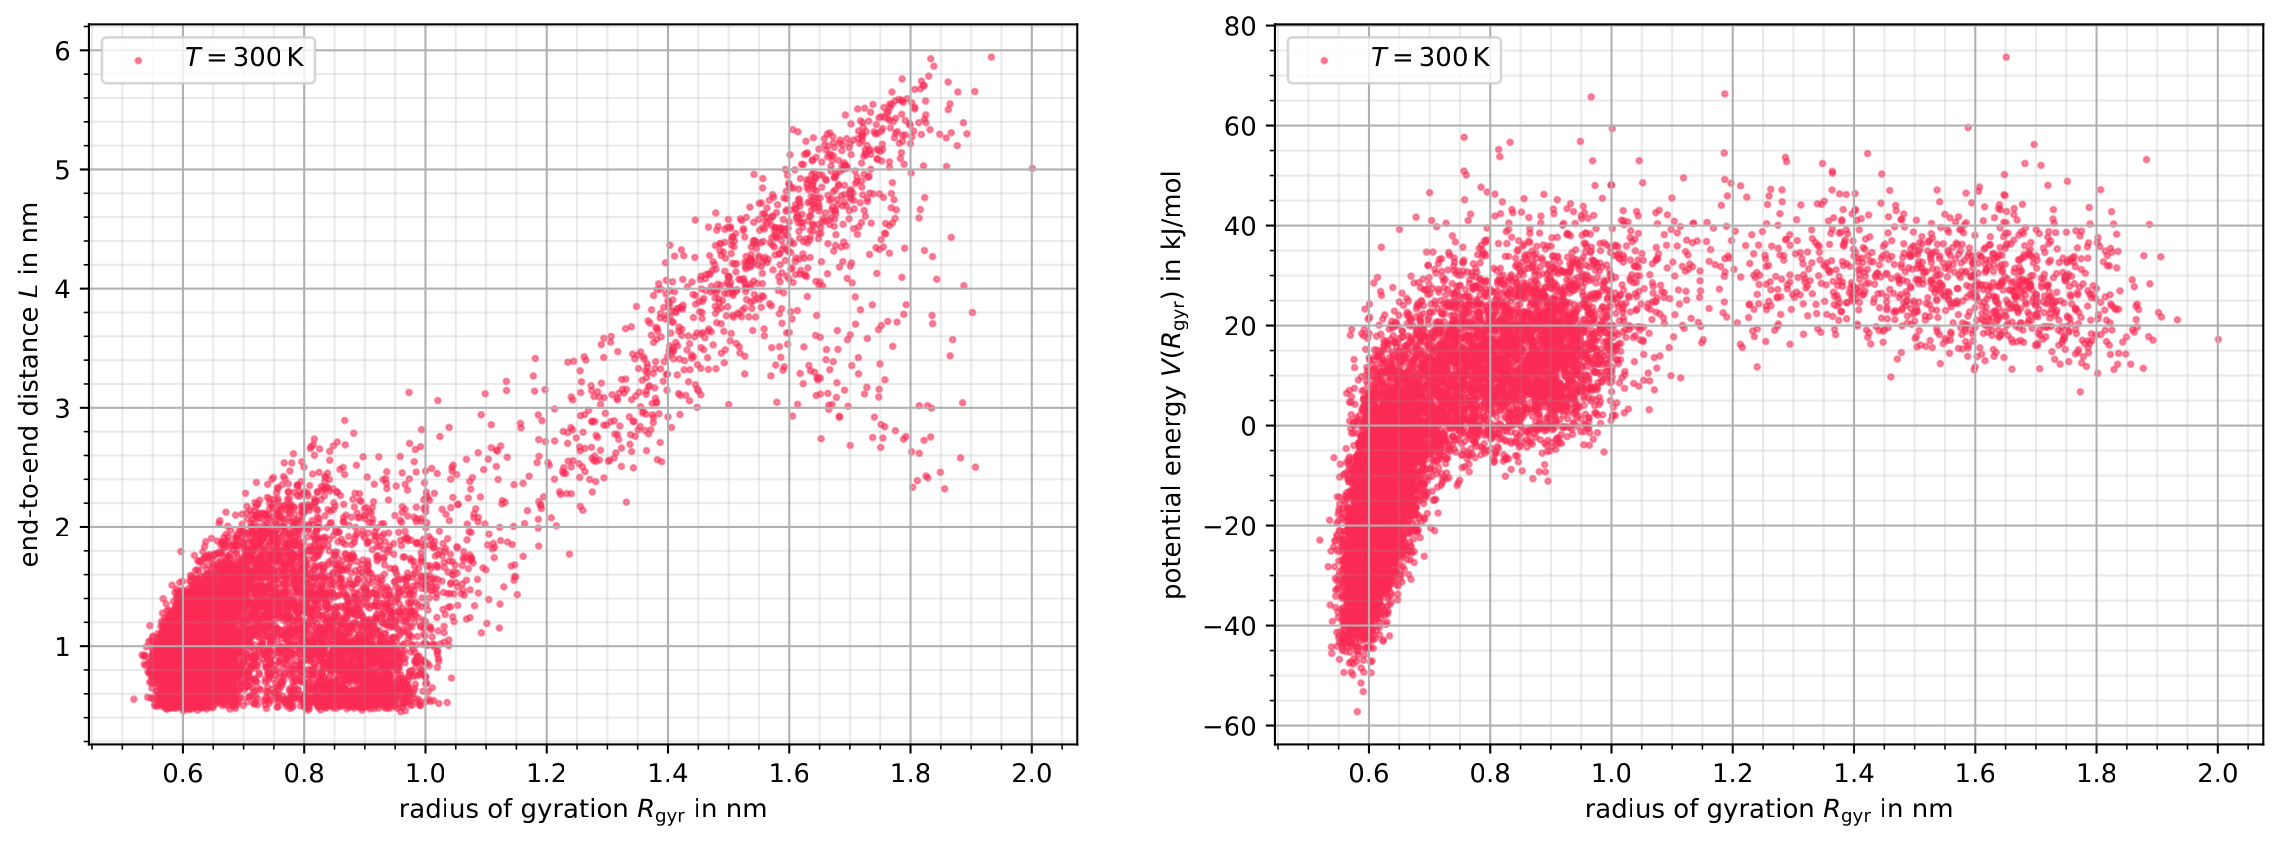 T = 300 K
6
5
4
3
2
1
end-to-end distance L in nm
0.6 0.8 1.0 1.2 1.4 1.6 1.8 2.0
radius of gyration R_gyr in nm
T = 300 K
80
60
40
20
0
−20
−40
−60
potential energy V(R_gyr) in kJ/mol
0.6 0.8 1.0 1.2 1.4 1.6 1.8 2.0
radius of gyration R_gyr in nm